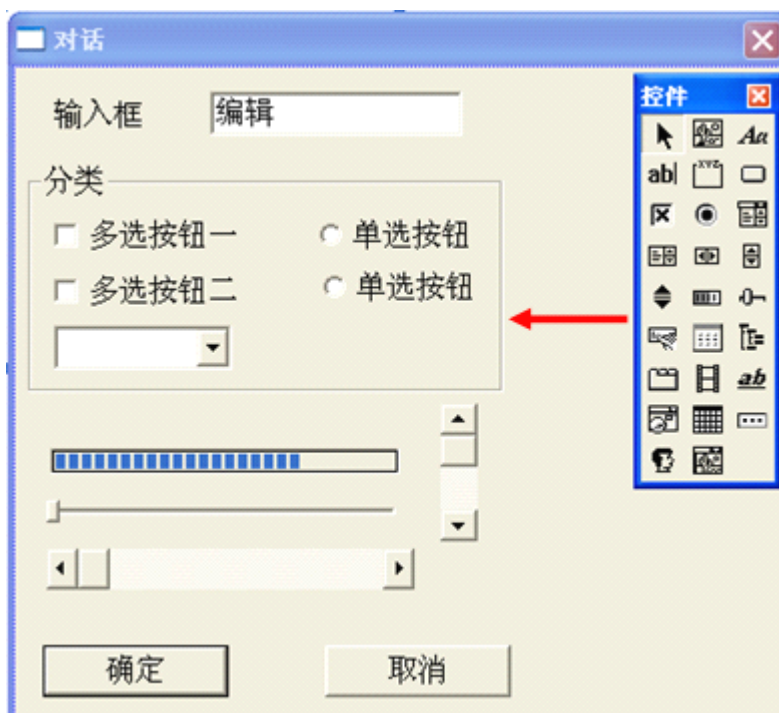 对话
输入框 编辑
控件
Aa
ab| XYZ
分类
多选按钮一 单选按钮
多选按钮二 单选按钮
ab
确定 取消